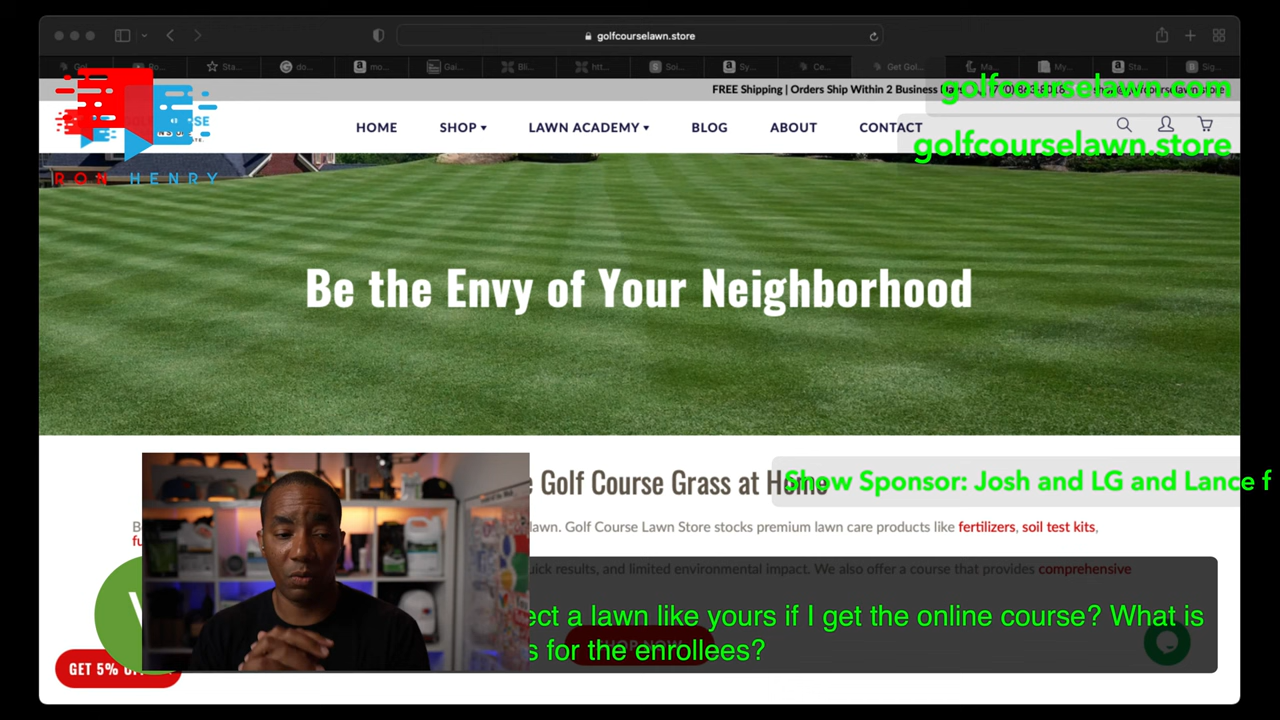 golfcourselawn.store
FREE Shipping | Orders Ship Within 2 Business
golfcourselawn.com
HOME SHOP LAWN ACADEMY BLOG ABOUT CONTACT
golfcourselawn.store
RON HENRY
Be the Envy of Your Neighborhood
Golf Course Grass at Home
Show Sponsor: Josh and LG and Lance f
lawn. Golf Course Lawn Store stocks premium lawn care products like fertilizers, soil test kits,
quick results, and limited environmental impact. We also offer a course that provides comprehensive
ect a lawn like yours if I get the online course? What is
s for the enrollees?
SHOP NOW
GET 5%